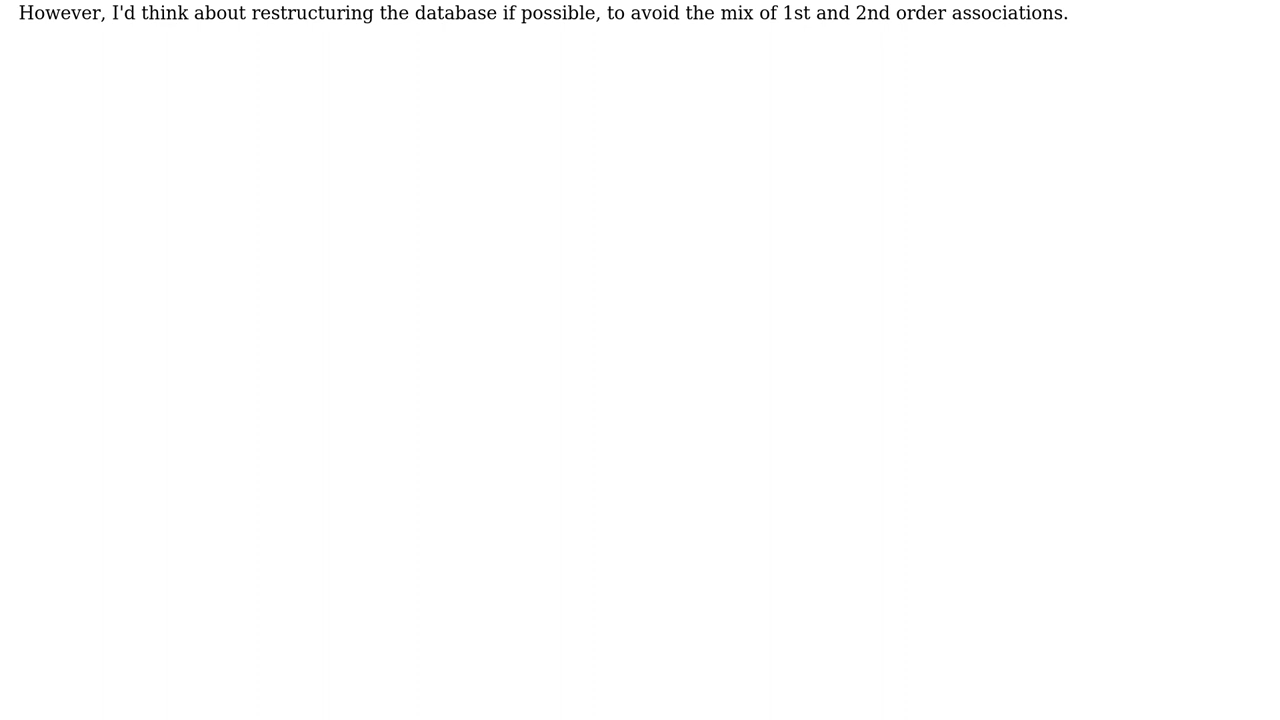 However, I'd think about restructuring the database if possible, to avoid the mix of 1st and 2nd order associations.